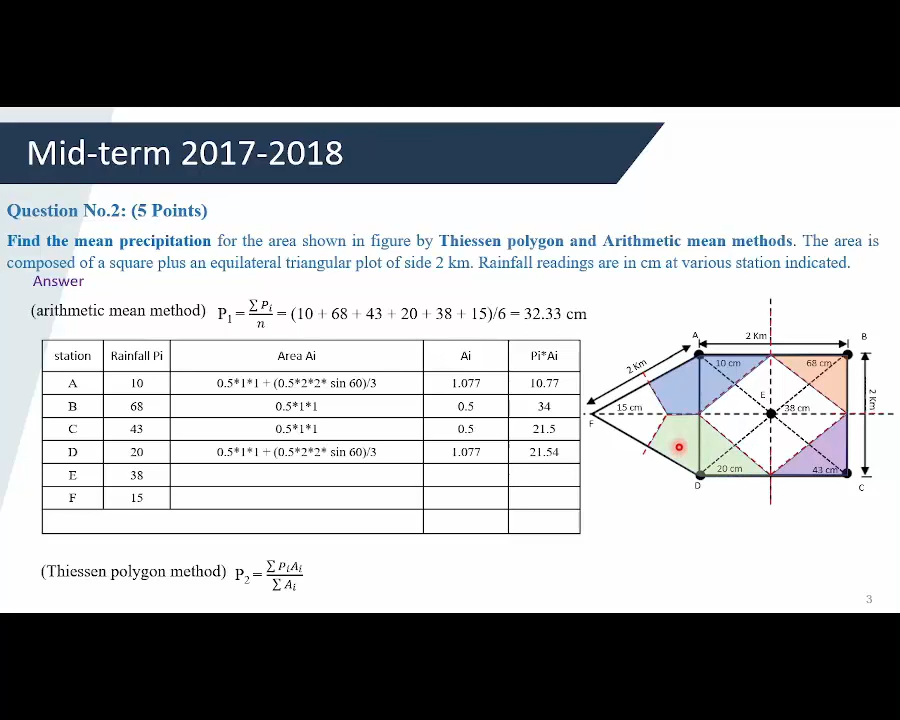 Mid-term 2017-2018
Question No.2: (5 Points)
Find the mean precipitation for the area shown in figure by Thiessen polygon and Arithmetic mean methods. The area is
composed of a square plus an equilateral triangular plot of side 2 km. Rainfall readings are in cm at various station indicated.
Answer
(arithmetic mean method) P1 = ∑ Pi / n = (10 + 68 + 43 + 20 + 38 + 15)/6 = 32.33 cm
station Rainfall Pi Area Ai Ai Pi*Ai
A 10 0.5*1*1 + (0.5*2*2* sin 60)/3 1.077 10.77
B 68 0.5*1*1 0.5 34
C 43 0.5*1*1 0.5 21.5
D 20 0.5*1*1 + (0.5*2*2* sin 60)/3 1.077 21.54
E 38
F 15
(Thiessen polygon method) P2 = ∑ PiAi / ∑ Ai
A 2 Km B
2 Km 10 cm 68 cm
E 2 Km
15 cm 38 cm
F
20 cm 43 cm
D C
3